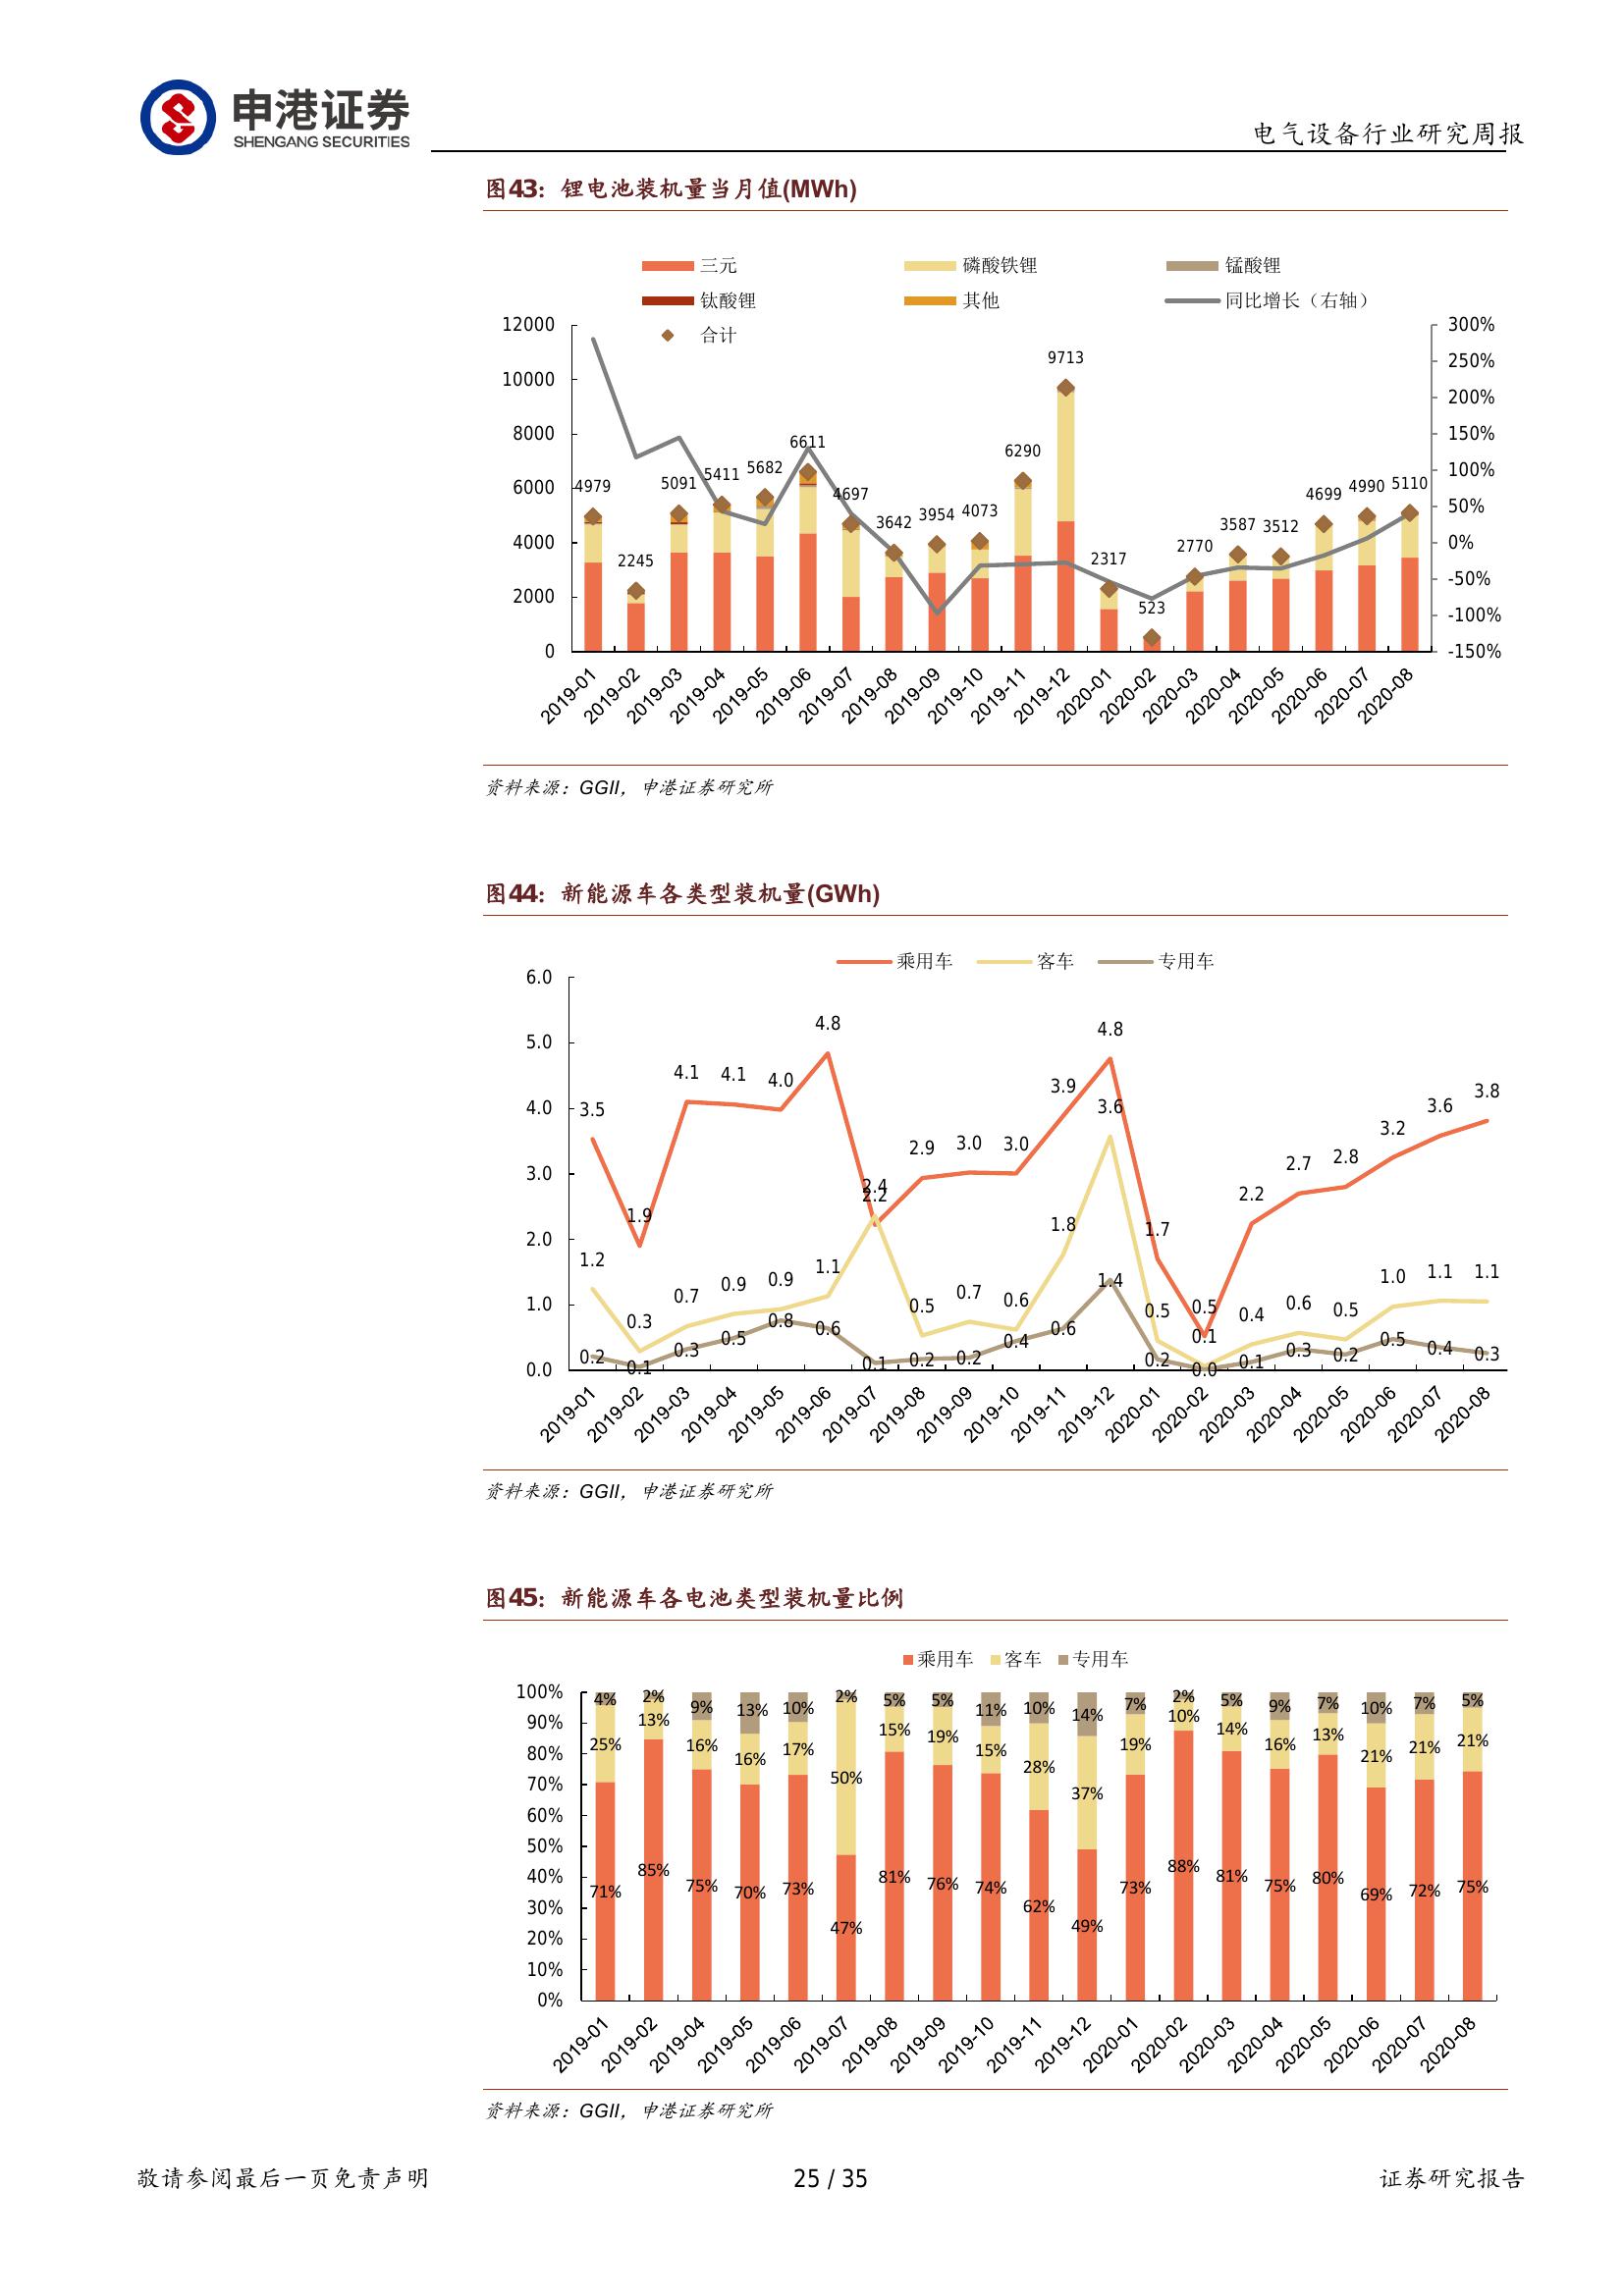 申港证券
SHENGANG SECURITIES
电气设备行业研究周报
图43：锂电池装机量当月值(MWh)
三元 磷酸铁锂 锰酸锂
钛酸锂 其他 同比增长（右轴）
合计
12000 300%
250%
10000 200%
8000 150%
100%
6000 50%
4000 0%
-50%
2000 -100%
0 -150%
4979 2245 5091 5411 5682 6611 4697 3642 3954 4073 6290 9713 2317 523 2770 3587 3512 4699 4990 5110
2019-01 2019-02 2019-03 2019-04 2019-05 2019-06 2019-07 2019-08 2019-09 2019-10 2019-11 2019-12 2020-01 2020-02 2020-03 2020-04 2020-05 2020-06 2020-07 2020-08
资料来源：GGII，申港证券研究所
图44：新能源车各类型装机量(GWh)
乘用车 客车 专用车
6.0
5.0
4.0
3.0
2.0
1.0
0.0
3.5 1.9 4.1 4.1 4.0 4.8 2.2 2.9 3.0 3.0 3.9 4.8 1.7 0.5 2.2 2.7 2.8 3.2 3.6 3.8
1.2 0.3 0.7 0.9 0.9 1.1 2.4 0.5 0.7 0.6 1.8 3.6 0.5 0.1 0.4 0.6 0.5 1.0 1.1 1.1
0.2 0.1 0.3 0.5 0.8 0.6 0.1 0.2 0.2 0.4 0.6 1.4 0.2 0.0 0.1 0.3 0.2 0.5 0.4 0.3
2019-01 2019-02 2019-03 2019-04 2019-05 2019-06 2019-07 2019-08 2019-09 2019-10 2019-11 2019-12 2020-01 2020-02 2020-03 2020-04 2020-05 2020-06 2020-07 2020-08
资料来源：GGII，申港证券研究所
图45：新能源车各电池类型装机量比例
乘用车 客车 专用车
100%
90%
80%
70%
60%
50%
40%
30%
20%
10%
0%
4% 2% 9% 13% 10% 2% 5% 5% 11% 10% 14% 7% 2% 5% 9% 7% 10% 7% 5%
25% 13% 16% 16% 17% 50% 15% 19% 15% 28% 37% 19% 10% 14% 16% 13% 21% 21% 21%
71% 85% 75% 70% 73% 47% 81% 76% 74% 62% 49% 73% 88% 81% 75% 80% 69% 72% 75%
2019-01 2019-02 2019-04 2019-05 2019-06 2019-07 2019-08 2019-09 2019-10 2019-11 2019-12 2020-01 2020-02 2020-03 2020-04 2020-05 2020-06 2020-07 2020-08
资料来源：GGII，申港证券研究所
敬请参阅最后一页免责声明 25 / 35 证券研究报告